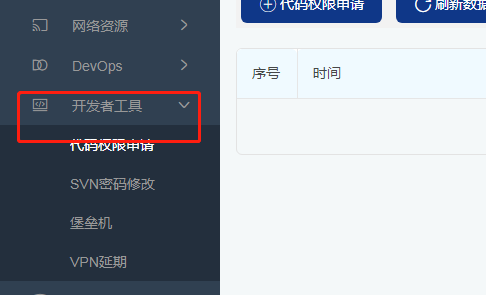 网络资源
DevOps
开发者工具
代码权限申请
SVN密码修改
堡垒机
VPN延期
代码权限申请 刷新数据
序号 时间